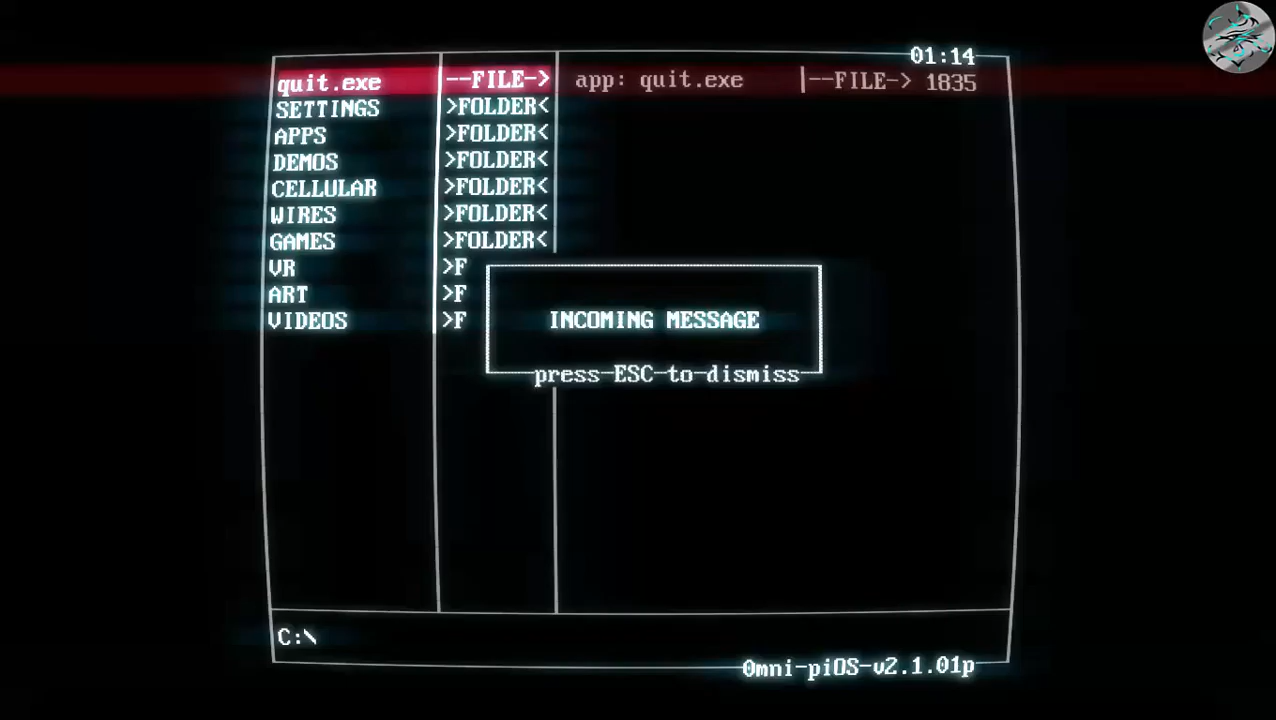 01:14
quit.exe --FILE-> app: quit.exe |--FILE-> 1835
SETTINGS >FOLDER<
APPS >FOLDER<
DEMOS >FOLDER<
CELLULAR >FOLDER<
WIRES >FOLDER<
GAMES >FOLDER<
VR >F
ART >F
VIDEOS >F
INCOMING MESSAGE
press-ESC-to-dismiss
C:\
0mni-piOS-v2.1.01p